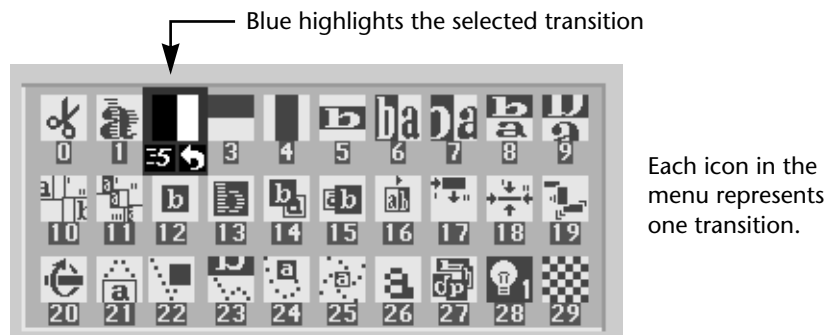 Blue highlights the selected transition
0 1 3 4 5 6 7 8 9
10 11 12 13 14 15 16 17 18 19
20 21 22 23 24 25 26 27 28 29
Each icon in the
menu represents
one transition.